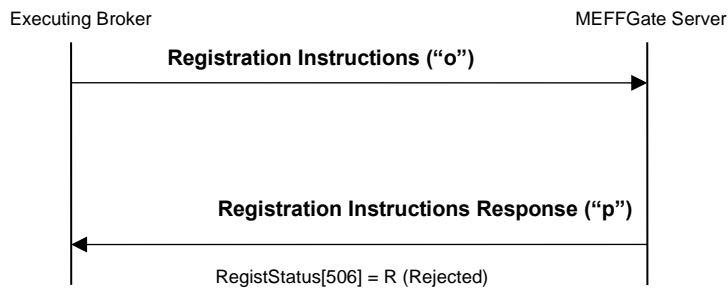 Executing Broker
MEFFGate Server
Registration Instructions (“o”)
Registration Instructions Response (“p”)
RegistStatus[506] = R (Rejected)